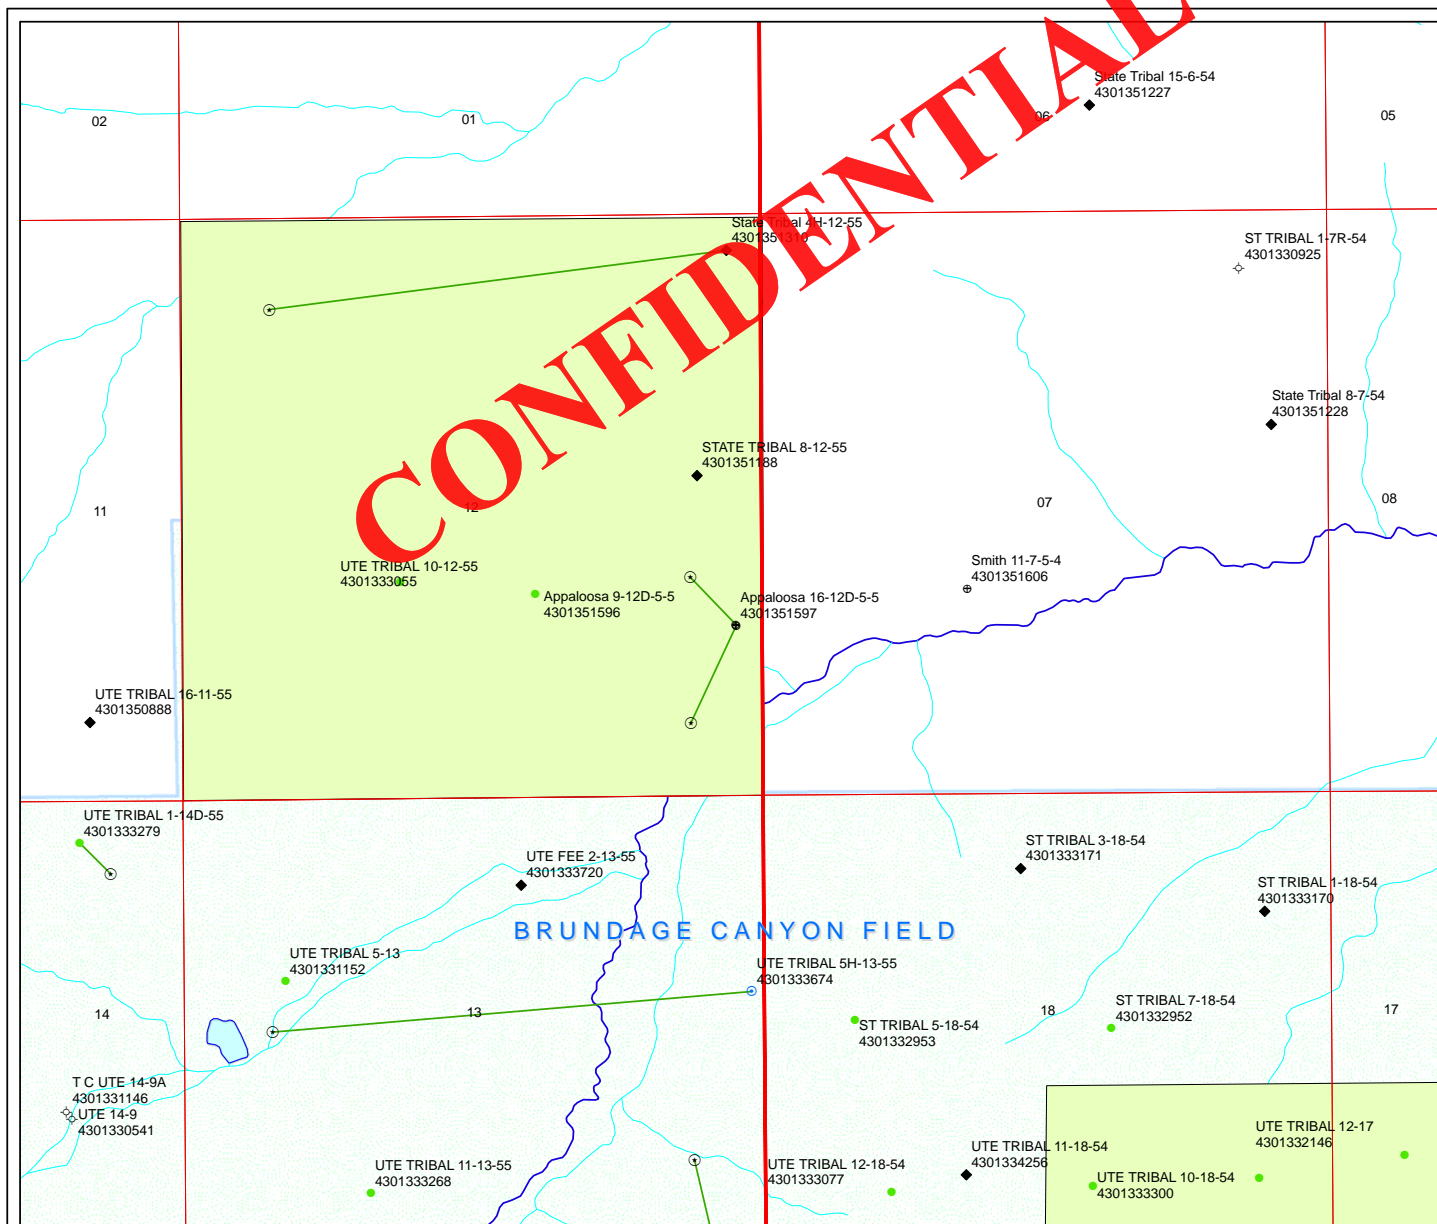 CONFIDENTIAL
State Tribal 15-6-54
4301351227
02
01
06
05
State Tribal 4H-12-55
4301351310
ST TRIBAL 1-7R-54
4301330925
State Tribal 8-7-54
4301351228
STATE TRIBAL 8-12-55
4301351188
11
12
07
08
UTE TRIBAL 10-12-55
4301333055
Appaloosa 9-12D-5-5
4301351596
Appaloosa 16-12D-5-5
4301351597
Smith 11-7-5-4
4301351606
UTE TRIBAL 16-11-55
4301350888
UTE TRIBAL 1-14D-55
4301333279
UTE FEE 2-13-55
4301333720
ST TRIBAL 3-18-54
4301333171
ST TRIBAL 1-18-54
4301333170
BRUNDAGE CANYON FIELD
UTE TRIBAL 5-13
4301331152
UTE TRIBAL 5H-13-55
4301333674
14
13
18
17
ST TRIBAL 5-18-54
4301332953
ST TRIBAL 7-18-54
4301332952
T C UTE 14-9A
4301331146
UTE 14-9
4301330541
UTE TRIBAL 11-13-55
4301333268
UTE TRIBAL 12-18-54
4301333077
UTE TRIBAL 11-18-54
4301334256
UTE TRIBAL 10-18-54
4301333300
UTE TRIBAL 12-17
4301332146